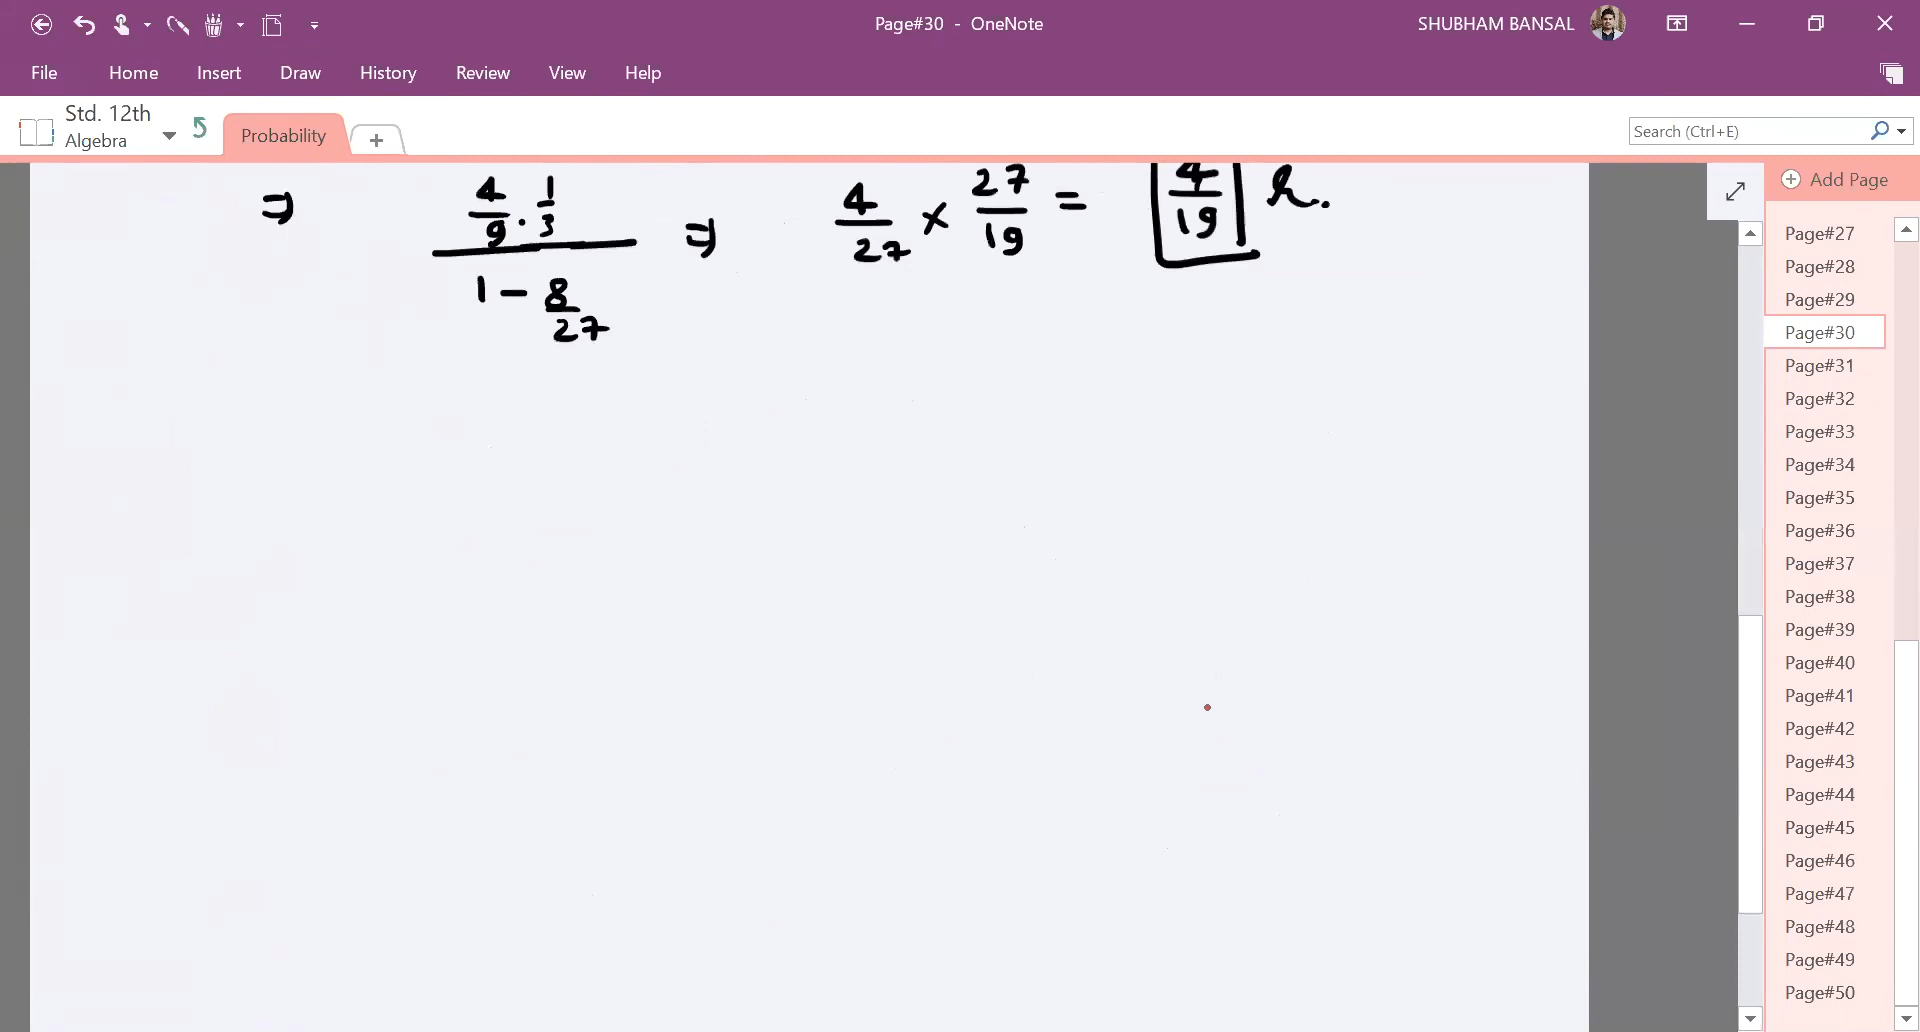 Page#30 - OneNote
SHUBHAM BANSAL
File Home Insert Draw History Review View Help
Std. 12th
Algebra
Probability
+
Search (Ctrl+E)
Add Page
⇒ (4/9 · 1/3) / (1 - 8/27) ⇒ 4/27 × 27/19 = 4/19
Page#27
Page#28
Page#29
Page#30
Page#31
Page#32
Page#33
Page#34
Page#35
Page#36
Page#37
Page#38
Page#39
Page#40
Page#41
Page#42
Page#43
Page#44
Page#45
Page#46
Page#47
Page#48
Page#49
Page#50